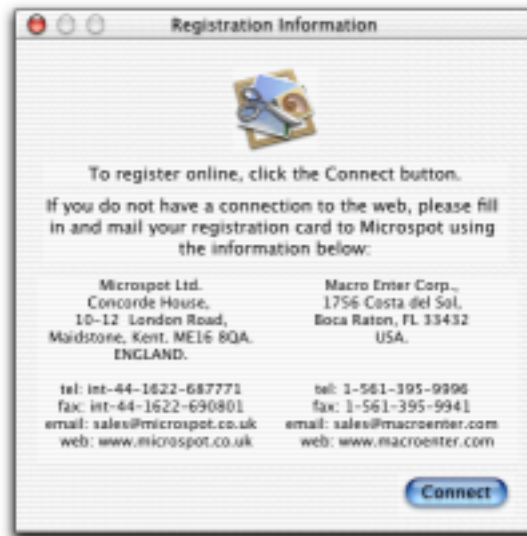 Registration Information
To register online, click the Connect button.
If you do not have a connection to the web, please fill
in and mail your registration card to Microspot using
the information below:
Microspot Ltd.
Concorde House,
10-12 London Road,
Maidstone, Kent. ME16 8QA.
ENGLAND.
tel: int-44-1622-687771
fax: int-44-1622-690801
email: sales@microspot.co.uk
web: www.microspot.co.uk
Macro Enter Corp.,
1756 Costa del Sol,
Boca Raton, FL 33432
USA.
tel: 1-561-395-9996
fax: 1-561-395-9941
email: sales@macroenter.com
web: www.macroenter.com
Connect